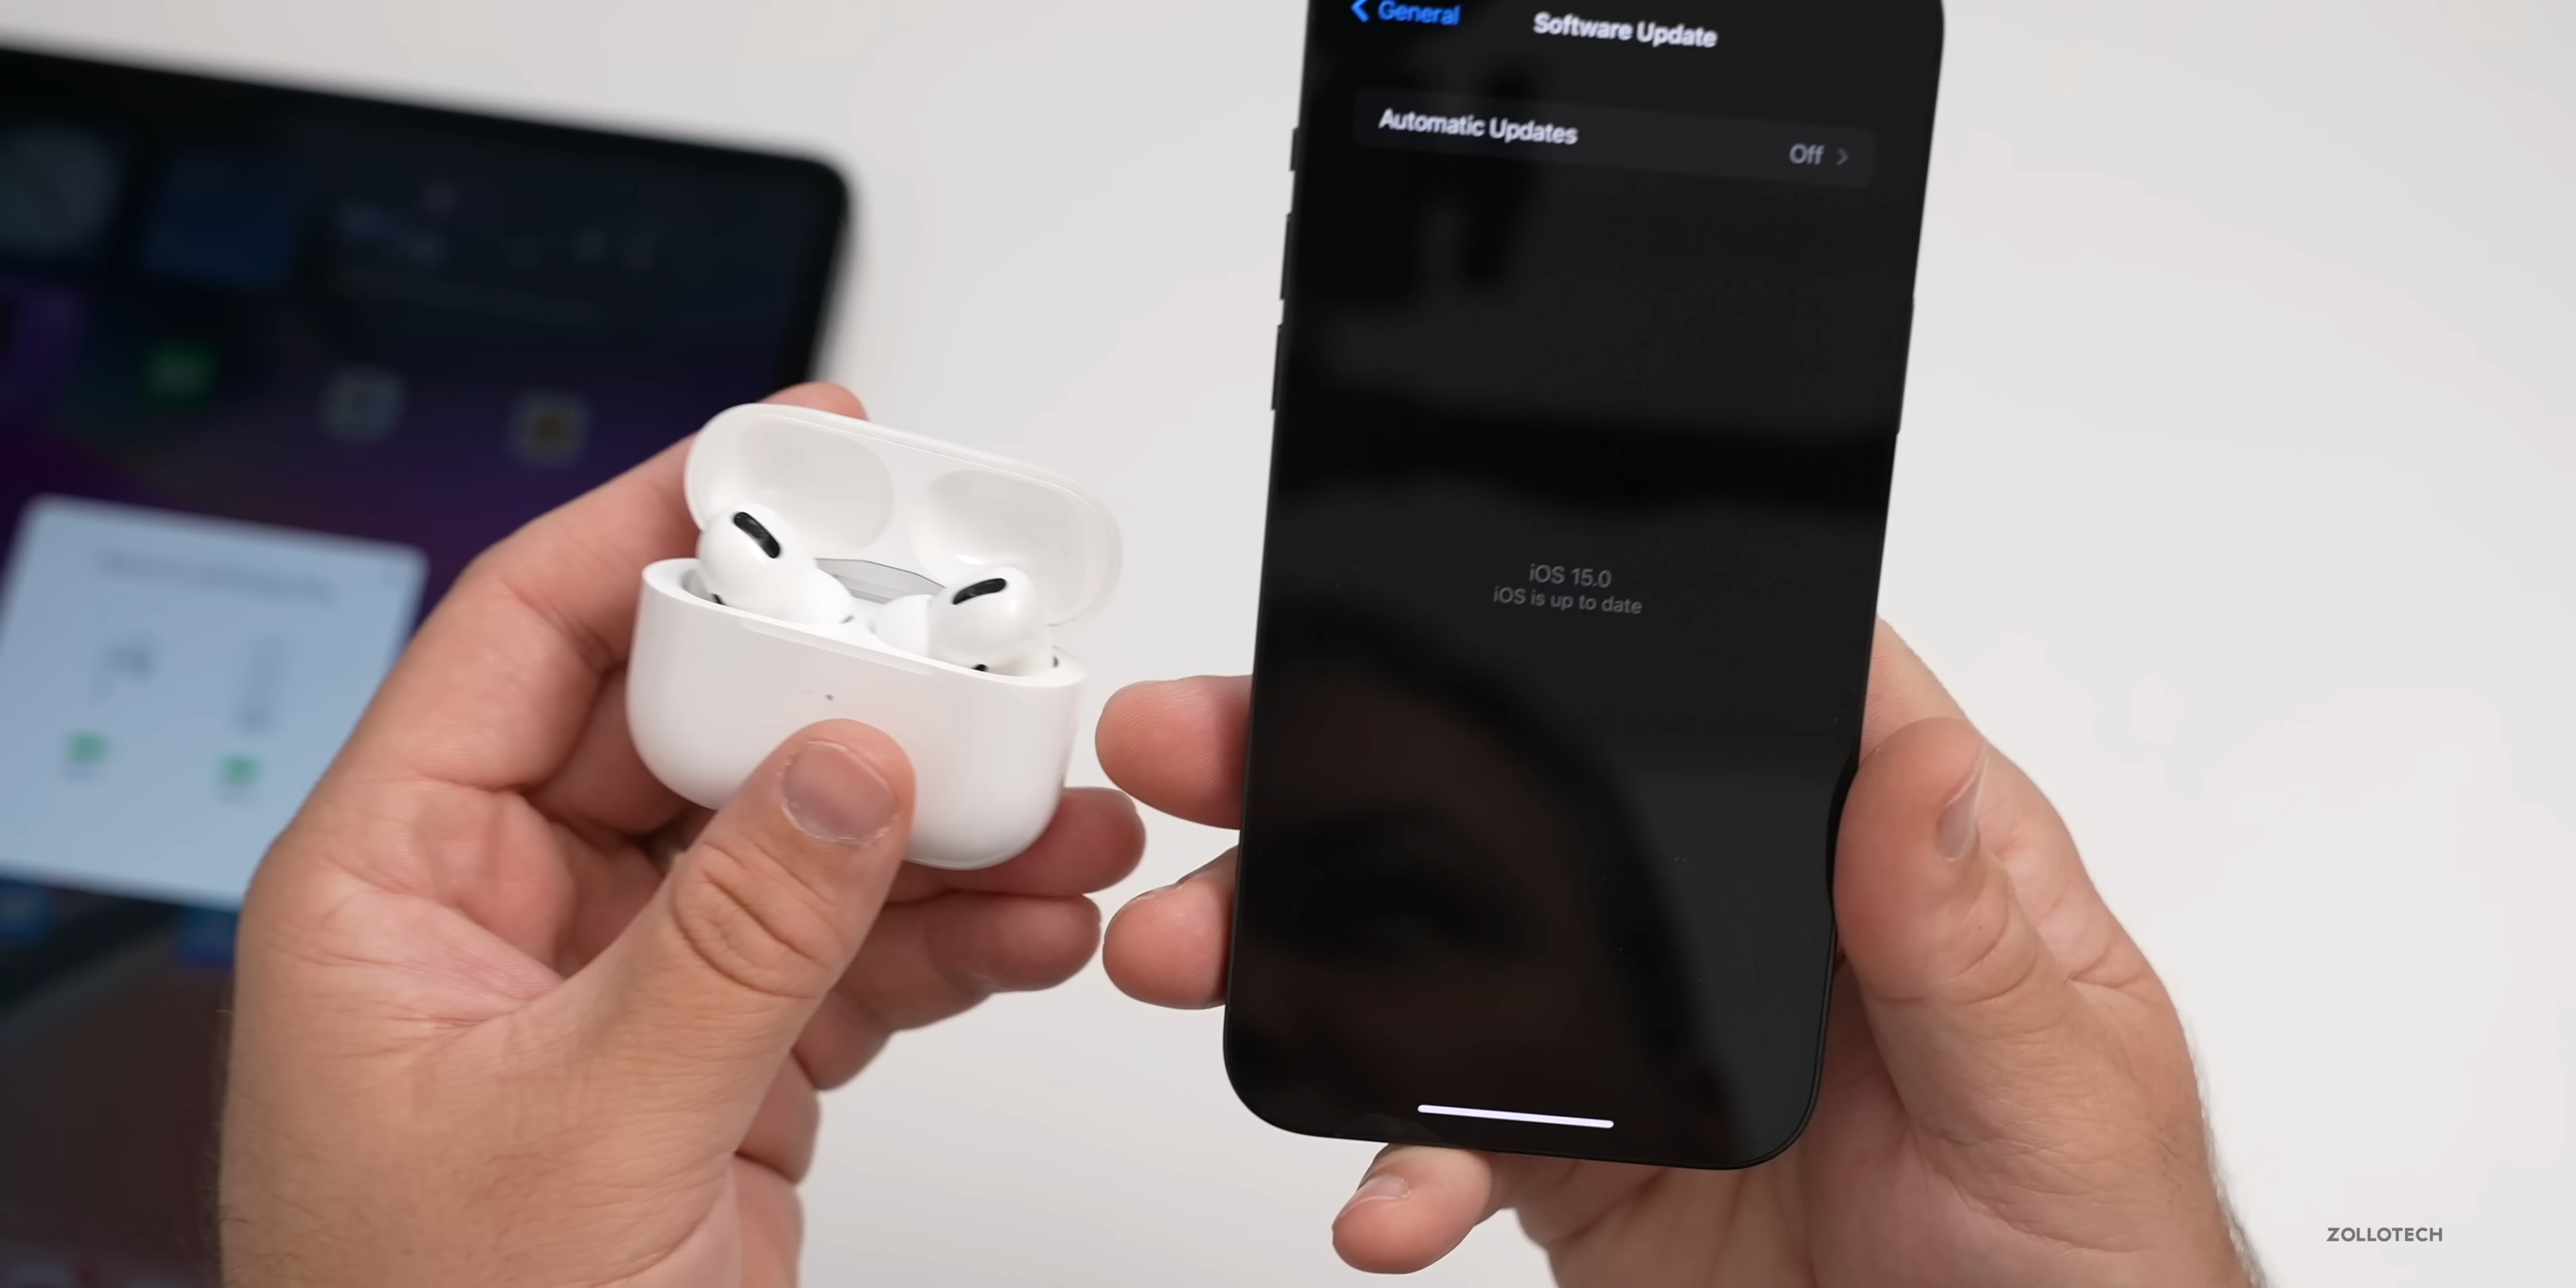 General
Software Update
Automatic Updates
Off
iOS 15.0
iOS is up to date
ZOLLOTECH